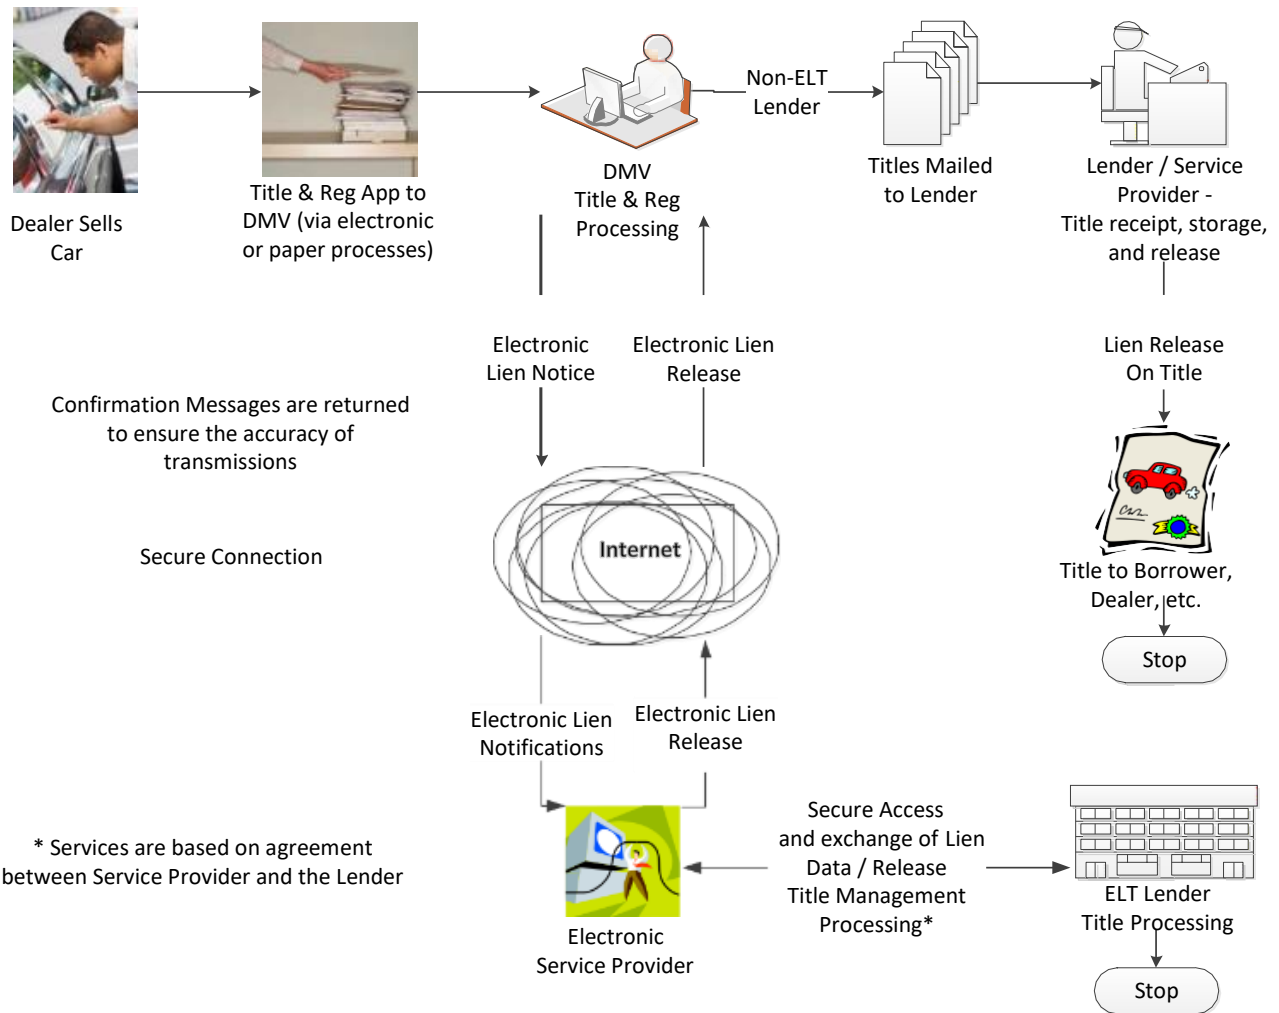 Non-ELT
Lender
Dealer Sells
Car
Title & Reg App to
DMV (via electronic
or paper processes)
DMV
Title & Reg
Processing
Titles Mailed
to Lender
Lender / Service
Provider -
Title receipt, storage,
and release
Electronic
Lien Notice
Electronic Lien
Release
Lien Release
On Title
Confirmation Messages are returned
to ensure the accuracy of
transmissions
Secure Connection
Internet
Title to Borrower,
Dealer, etc.
Stop
Electronic Lien
Notifications
Electronic Lien
Release
* Services are based on agreement
between Service Provider and the Lender
Secure Access
and exchange of Lien
Data / Release
Title Management
Processing*
Electronic
Service Provider
ELT Lender
Title Processing
Stop